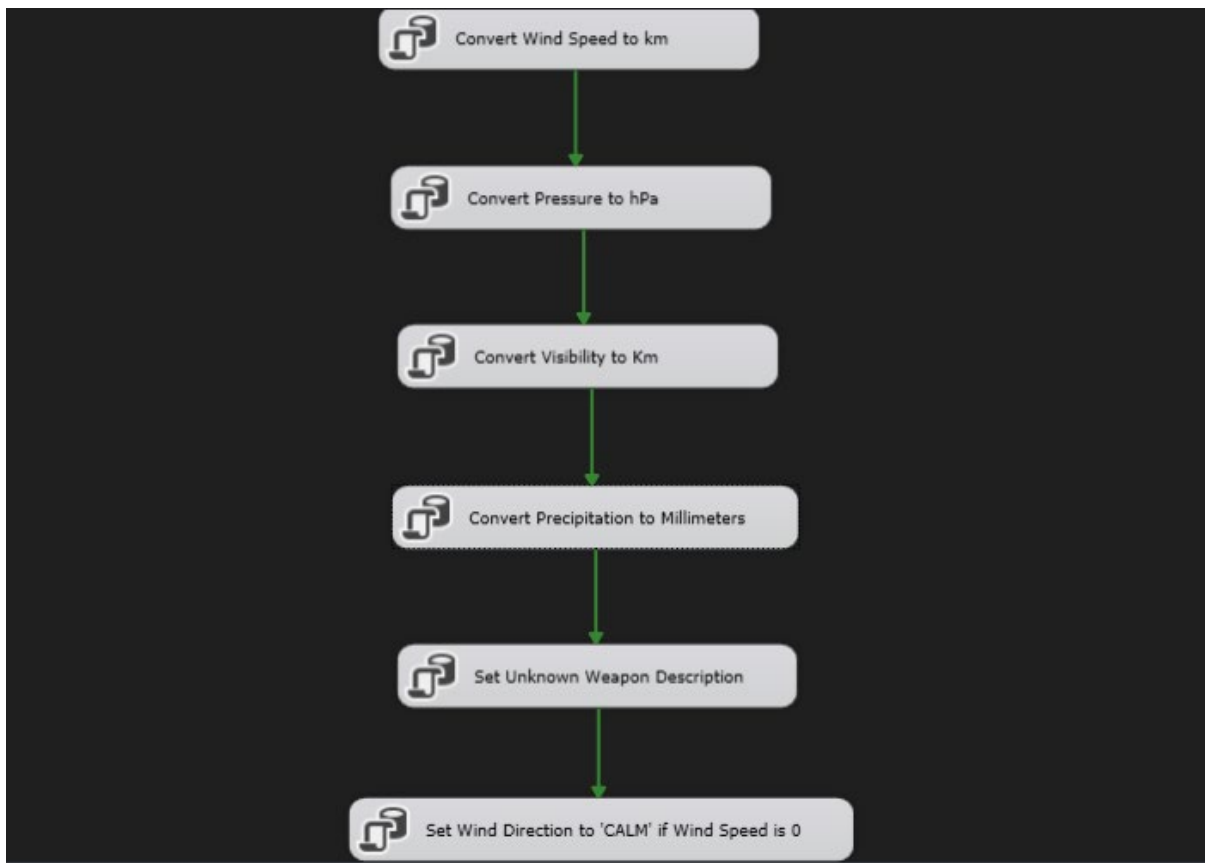 Convert Wind Speed to km
Convert Pressure to hPa
Convert Visibility to Km
Convert Precipitation to Millimeters
Set Unknown Weapon Description
Set Wind Direction to 'CALM' if Wind Speed is 0